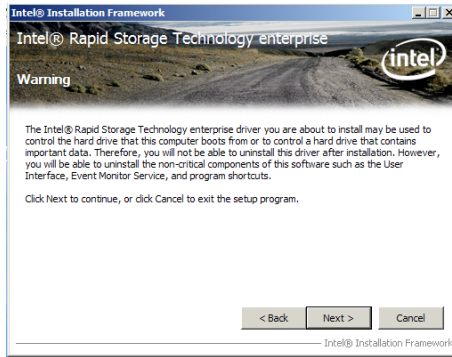 Intel® Installation Framework
Intel® Rapid Storage Technology enterprise
intel
Warning
The Intel® Rapid Storage Technology enterprise driver you are about to install may be used to
control the hard drive that this computer boots from or to control a hard drive that contains
important data. Therefore, you will not be able to uninstall this driver after installation. However,
you will be able to uninstall the non-critical components of this software such as the User
Interface, Event Monitor Service, and program shortcuts.
Click Next to continue, or click Cancel to exit the setup program.
< Back Next > Cancel
Intel® Installation Framework